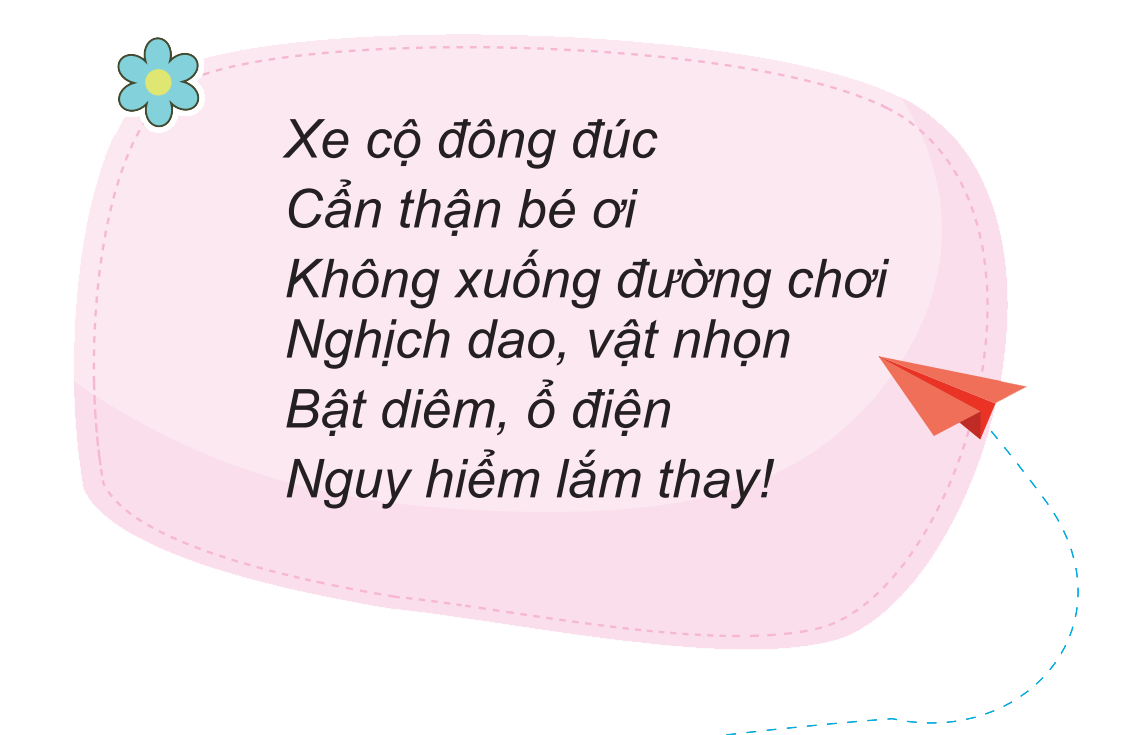 Xe cộ đông đúc
Cẩn thận bé ơi
Không xuống đường chơi
Nghịch dao, vật nhọn
Bật diêm, ổ điện
Nguy hiểm lắm thay!